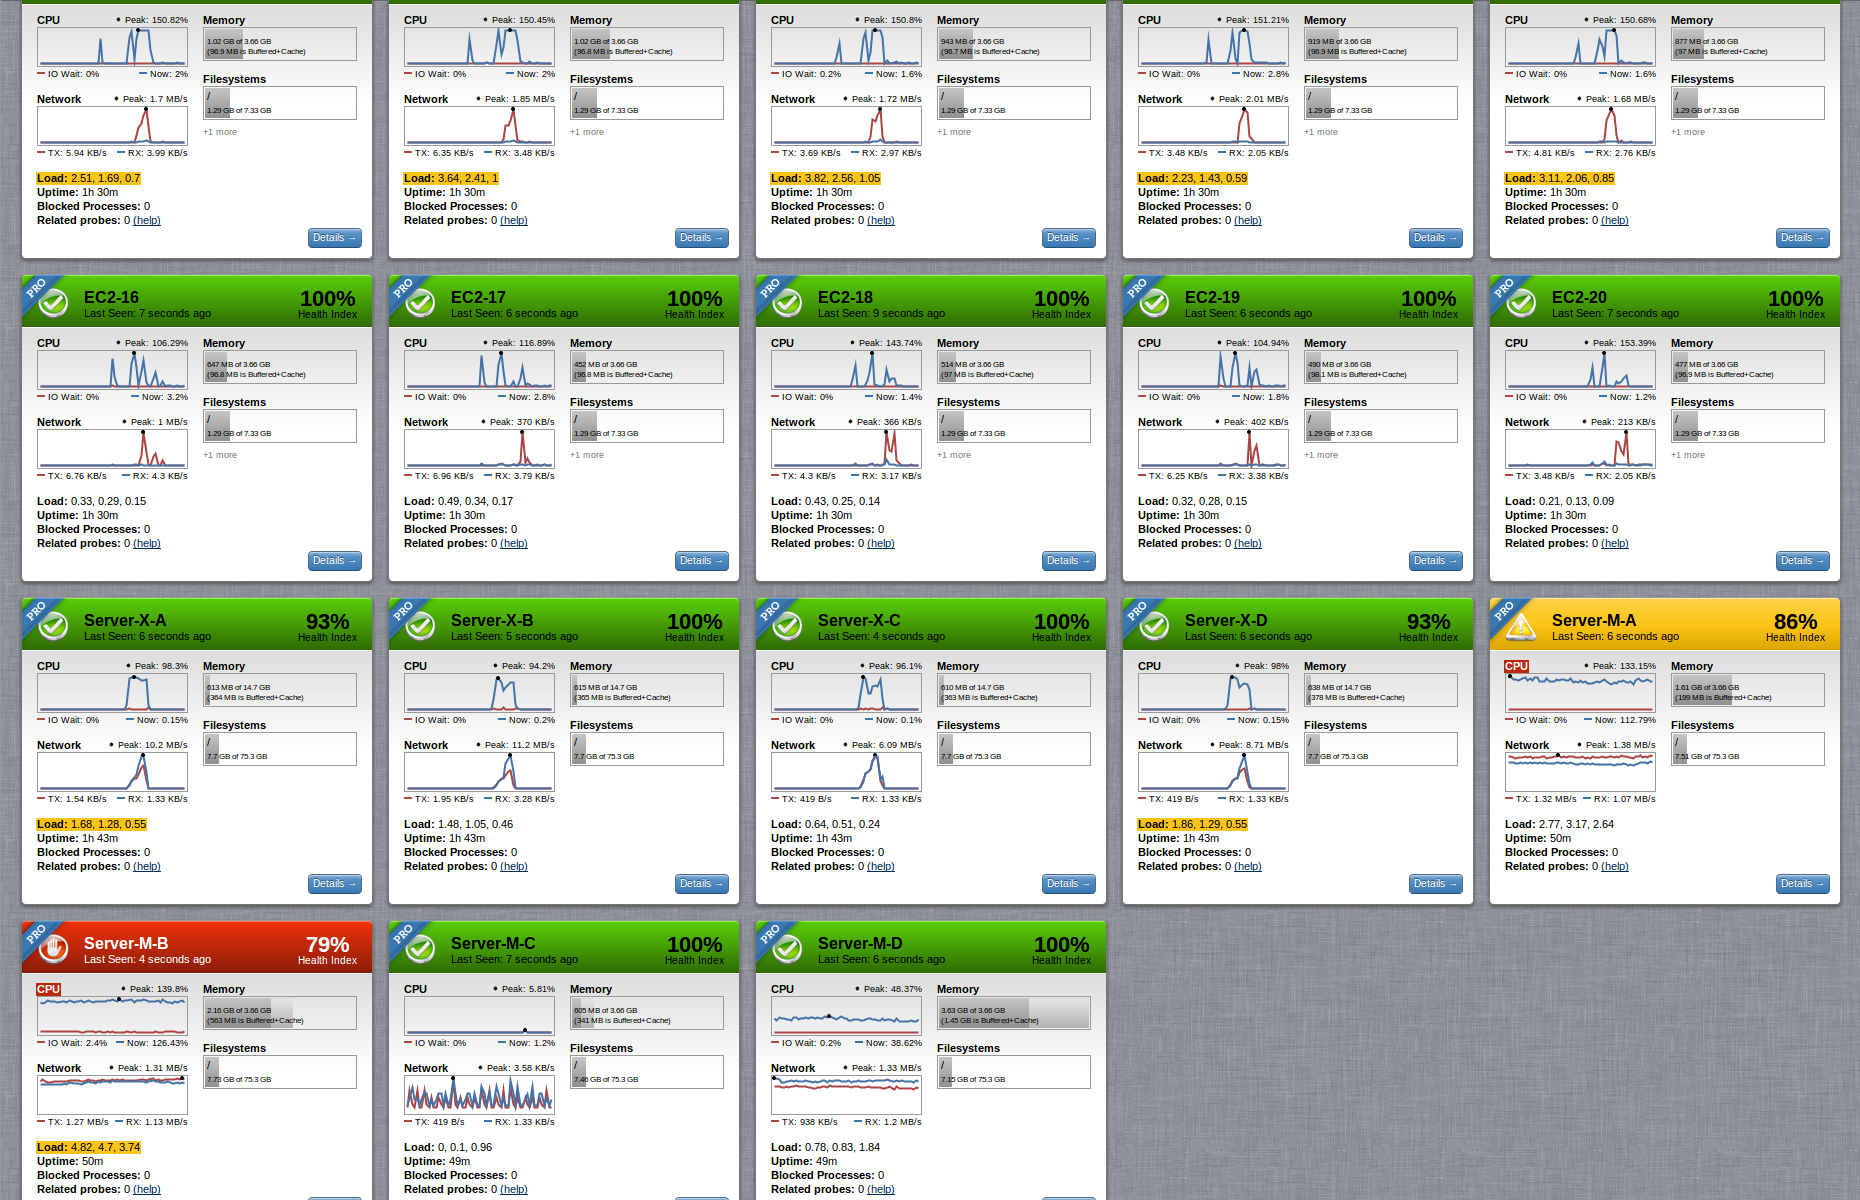 CPU Peak: 150.82% Memory
1.02 GB of 3.66 GB
(96.9 MB is Buffered+Cache)
IO Wait: 0% Now: 2% Filesystems
Network Peak: 1.7 MB/s /
1.29 GB of 7.33 GB
+1 more
TX: 5.94 KB/s RX: 3.99 KB/s
Load: 2.51, 1.69, 0.7
Uptime: 1h 30m
Blocked Processes: 0
Related probes: 0 (help)
Details →
CPU Peak: 150.45% Memory
1.02 GB of 3.66 GB
(96.8 MB is Buffered+Cache)
IO Wait: 0% Now: 2% Filesystems
Network Peak: 1.85 MB/s /
1.29 GB of 7.33 GB
+1 more
TX: 6.35 KB/s RX: 3.48 KB/s
Load: 3.64, 2.41, 1
Uptime: 1h 30m
Blocked Processes: 0
Related probes: 0 (help)
Details →
CPU Peak: 150.8% Memory
943 MB of 3.66 GB
(96.7 MB is Buffered+Cache)
IO Wait: 0.2% Now: 1.6% Filesystems
Network Peak: 1.72 MB/s /
1.29 GB of 7.33 GB
+1 more
TX: 3.69 KB/s RX: 2.97 KB/s
Load: 3.82, 2.56, 1.05
Uptime: 1h 30m
Blocked Processes: 0
Related probes: 0 (help)
Details →
CPU Peak: 151.21% Memory
919 MB of 3.66 GB
(96.9 MB is Buffered+Cache)
IO Wait: 0% Now: 2.8% Filesystems
Network Peak: 2.01 MB/s /
1.29 GB of 7.33 GB
+1 more
TX: 3.48 KB/s RX: 2.05 KB/s
Load: 2.23, 1.43, 0.59
Uptime: 1h 30m
Blocked Processes: 0
Related probes: 0 (help)
Details →
CPU Peak: 150.68% Memory
877 MB of 3.66 GB
(97 MB is Buffered+Cache)
IO Wait: 0% Now: 1.6% Filesystems
Network Peak: 1.68 MB/s /
1.29 GB of 7.33 GB
+1 more
TX: 4.81 KB/s RX: 2.76 KB/s
Load: 3.11, 2.06, 0.85
Uptime: 1h 30m
Blocked Processes: 0
Related probes: 0 (help)
Details →
PRO EC2-16 100%
Last Seen: 7 seconds ago Health Index
CPU Peak: 106.29% Memory
647 MB of 3.66 GB
(96.8 MB is Buffered+Cache)
IO Wait: 0% Now: 3.2% Filesystems
Network Peak: 1 MB/s /
1.29 GB of 7.33 GB
+1 more
TX: 6.76 KB/s RX: 4.3 KB/s
Load: 0.33, 0.29, 0.15
Uptime: 1h 30m
Blocked Processes: 0
Related probes: 0 (help)
Details →
PRO EC2-17 100%
Last Seen: 6 seconds ago Health Index
CPU Peak: 116.89% Memory
452 MB of 3.66 GB
(96.8 MB is Buffered+Cache)
IO Wait: 0% Now: 2.8% Filesystems
Network Peak: 370 KB/s /
1.29 GB of 7.33 GB
+1 more
TX: 6.96 KB/s RX: 3.79 KB/s
Load: 0.49, 0.34, 0.17
Uptime: 1h 30m
Blocked Processes: 0
Related probes: 0 (help)
Details →
PRO EC2-18 100%
Last Seen: 9 seconds ago Health Index
CPU Peak: 143.74% Memory
514 MB of 3.66 GB
(97 MB is Buffered+Cache)
IO Wait: 0% Now: 1.4% Filesystems
Network Peak: 366 KB/s /
1.29 GB of 7.33 GB
+1 more
TX: 4.3 KB/s RX: 3.17 KB/s
Load: 0.43, 0.25, 0.14
Uptime: 1h 30m
Blocked Processes: 0
Related probes: 0 (help)
Details →
PRO EC2-19 100%
Last Seen: 6 seconds ago Health Index
CPU Peak: 104.94% Memory
490 MB of 3.66 GB
(98.1 MB is Buffered+Cache)
IO Wait: 0% Now: 1.8% Filesystems
Network Peak: 402 KB/s /
1.29 GB of 7.33 GB
+1 more
TX: 6.25 KB/s RX: 3.38 KB/s
Load: 0.32, 0.28, 0.15
Uptime: 1h 30m
Blocked Processes: 0
Related probes: 0 (help)
Details →
PRO EC2-20 100%
Last Seen: 7 seconds ago Health Index
CPU Peak: 153.39% Memory
477 MB of 3.66 GB
(96.9 MB is Buffered+Cache)
IO Wait: 0% Now: 1.2% Filesystems
Network Peak: 213 KB/s /
1.29 GB of 7.33 GB
+1 more
TX: 3.48 KB/s RX: 2.05 KB/s
Load: 0.21, 0.13, 0.09
Uptime: 1h 30m
Blocked Processes: 0
Related probes: 0 (help)
Details →
PRO Server-X-A 93%
Last Seen: 6 seconds ago Health Index
CPU Peak: 98.3% Memory
613 MB of 14.7 GB
(364 MB is Buffered+Cache)
IO Wait: 0% Now: 0.15% Filesystems
Network Peak: 10.2 MB/s /
7.7 GB of 75.3 GB
TX: 1.54 KB/s RX: 1.33 KB/s
Load: 1.68, 1.28, 0.55
Uptime: 1h 43m
Blocked Processes: 0
Related probes: 0 (help)
Details →
PRO Server-X-B 100%
Last Seen: 5 seconds ago Health Index
CPU Peak: 94.2% Memory
615 MB of 14.7 GB
(365 MB is Buffered+Cache)
IO Wait: 0% Now: 0.2% Filesystems
Network Peak: 11.2 MB/s /
7.7 GB of 75.3 GB
TX: 1.95 KB/s RX: 3.28 KB/s
Load: 1.48, 1.05, 0.46
Uptime: 1h 43m
Blocked Processes: 0
Related probes: 0 (help)
Details →
PRO Server-X-C 100%
Last Seen: 4 seconds ago Health Index
CPU Peak: 96.1% Memory
610 MB of 14.7 GB
(363 MB is Buffered+Cache)
IO Wait: 0% Now: 0.1% Filesystems
Network Peak: 6.09 MB/s /
7.7 GB of 75.3 GB
TX: 419 B/s RX: 1.33 KB/s
Load: 0.64, 0.51, 0.24
Uptime: 1h 43m
Blocked Processes: 0
Related probes: 0 (help)
Details →
PRO Server-X-D 93%
Last Seen: 6 seconds ago Health Index
CPU Peak: 98% Memory
638 MB of 14.7 GB
(378 MB is Buffered+Cache)
IO Wait: 0% Now: 0.15% Filesystems
Network Peak: 8.71 MB/s /
7.7 GB of 75.3 GB
TX: 419 B/s RX: 1.33 KB/s
Load: 1.86, 1.29, 0.55
Uptime: 1h 43m
Blocked Processes: 0
Related probes: 0 (help)
Details →
PRO Server-M-A 86%
Last Seen: 6 seconds ago Health Index
CPU Peak: 133.15% Memory
1.61 GB of 3.66 GB
(199 MB is Buffered+Cache)
IO Wait: 0% Now: 112.79% Filesystems
Network Peak: 1.38 MB/s /
7.51 GB of 75.3 GB
TX: 1.32 MB/s RX: 1.07 MB/s
Load: 2.77, 3.17, 2.64
Uptime: 50m
Blocked Processes: 0
Related probes: 0 (help)
Details →
PRO Server-M-B 79%
Last Seen: 4 seconds ago Health Index
CPU Peak: 139.8% Memory
2.16 GB of 3.66 GB
(563 MB is Buffered+Cache)
IO Wait: 2.4% Now: 126.43% Filesystems
Network Peak: 1.31 MB/s /
7.73 GB of 75.3 GB
TX: 1.27 MB/s RX: 1.13 MB/s
Load: 4.82, 4.7, 3.74
Uptime: 50m
Blocked Processes: 0
Related probes: 0 (help)
PRO Server-M-C 100%
Last Seen: 7 seconds ago Health Index
CPU Peak: 5.81% Memory
605 MB of 3.66 GB
(341 MB is Buffered+Cache)
IO Wait: 0% Now: 1.2% Filesystems
Network Peak: 3.58 KB/s /
7.46 GB of 75.3 GB
TX: 419 B/s RX: 1.33 KB/s
Load: 0, 0.1, 0.96
Uptime: 49m
Blocked Processes: 0
Related probes: 0 (help)
PRO Server-M-D 100%
Last Seen: 6 seconds ago Health Index
CPU Peak: 48.37% Memory
3.63 GB of 3.66 GB
(1.45 GB is Buffered+Cache)
IO Wait: 0.2% Now: 38.62% Filesystems
Network Peak: 1.33 MB/s /
7.15 GB of 75.3 GB
TX: 938 KB/s RX: 1.2 MB/s
Load: 0.78, 0.83, 1.84
Uptime: 49m
Blocked Processes: 0
Related probes: 0 (help)